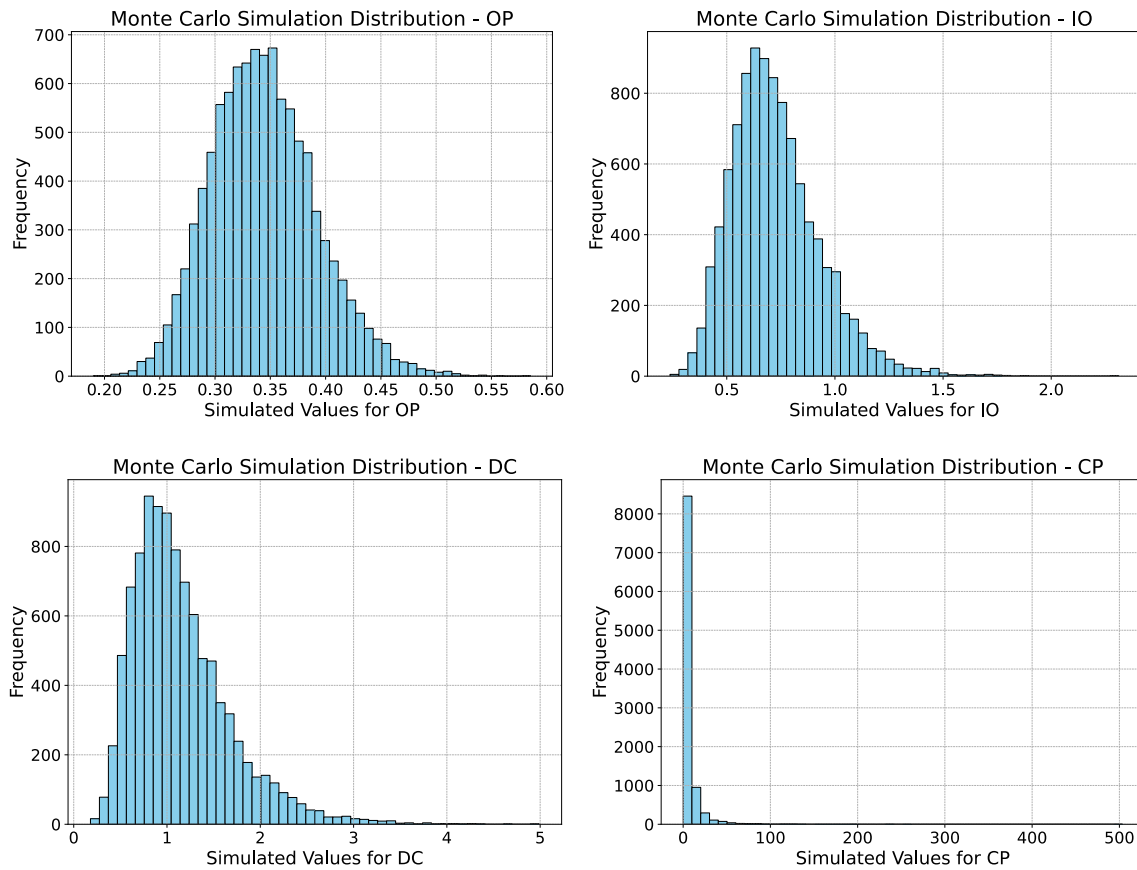 Monte Carlo Simulation Distribution - OP
Frequency
700
600
500
400
300
200
100
0
0.20 0.25 0.30 0.35 0.40 0.45 0.50 0.55 0.60
Simulated Values for OP
Monte Carlo Simulation Distribution - IO
Frequency
800
600
400
200
0
0.5 1.0 1.5 2.0
Simulated Values for IO
Monte Carlo Simulation Distribution - DC
Frequency
800
600
400
200
0
0 1 2 3 4 5
Simulated Values for DC
Monte Carlo Simulation Distribution - CP
Frequency
8000
7000
6000
5000
4000
3000
2000
1000
0
0 100 200 300 400 500
Simulated Values for CP